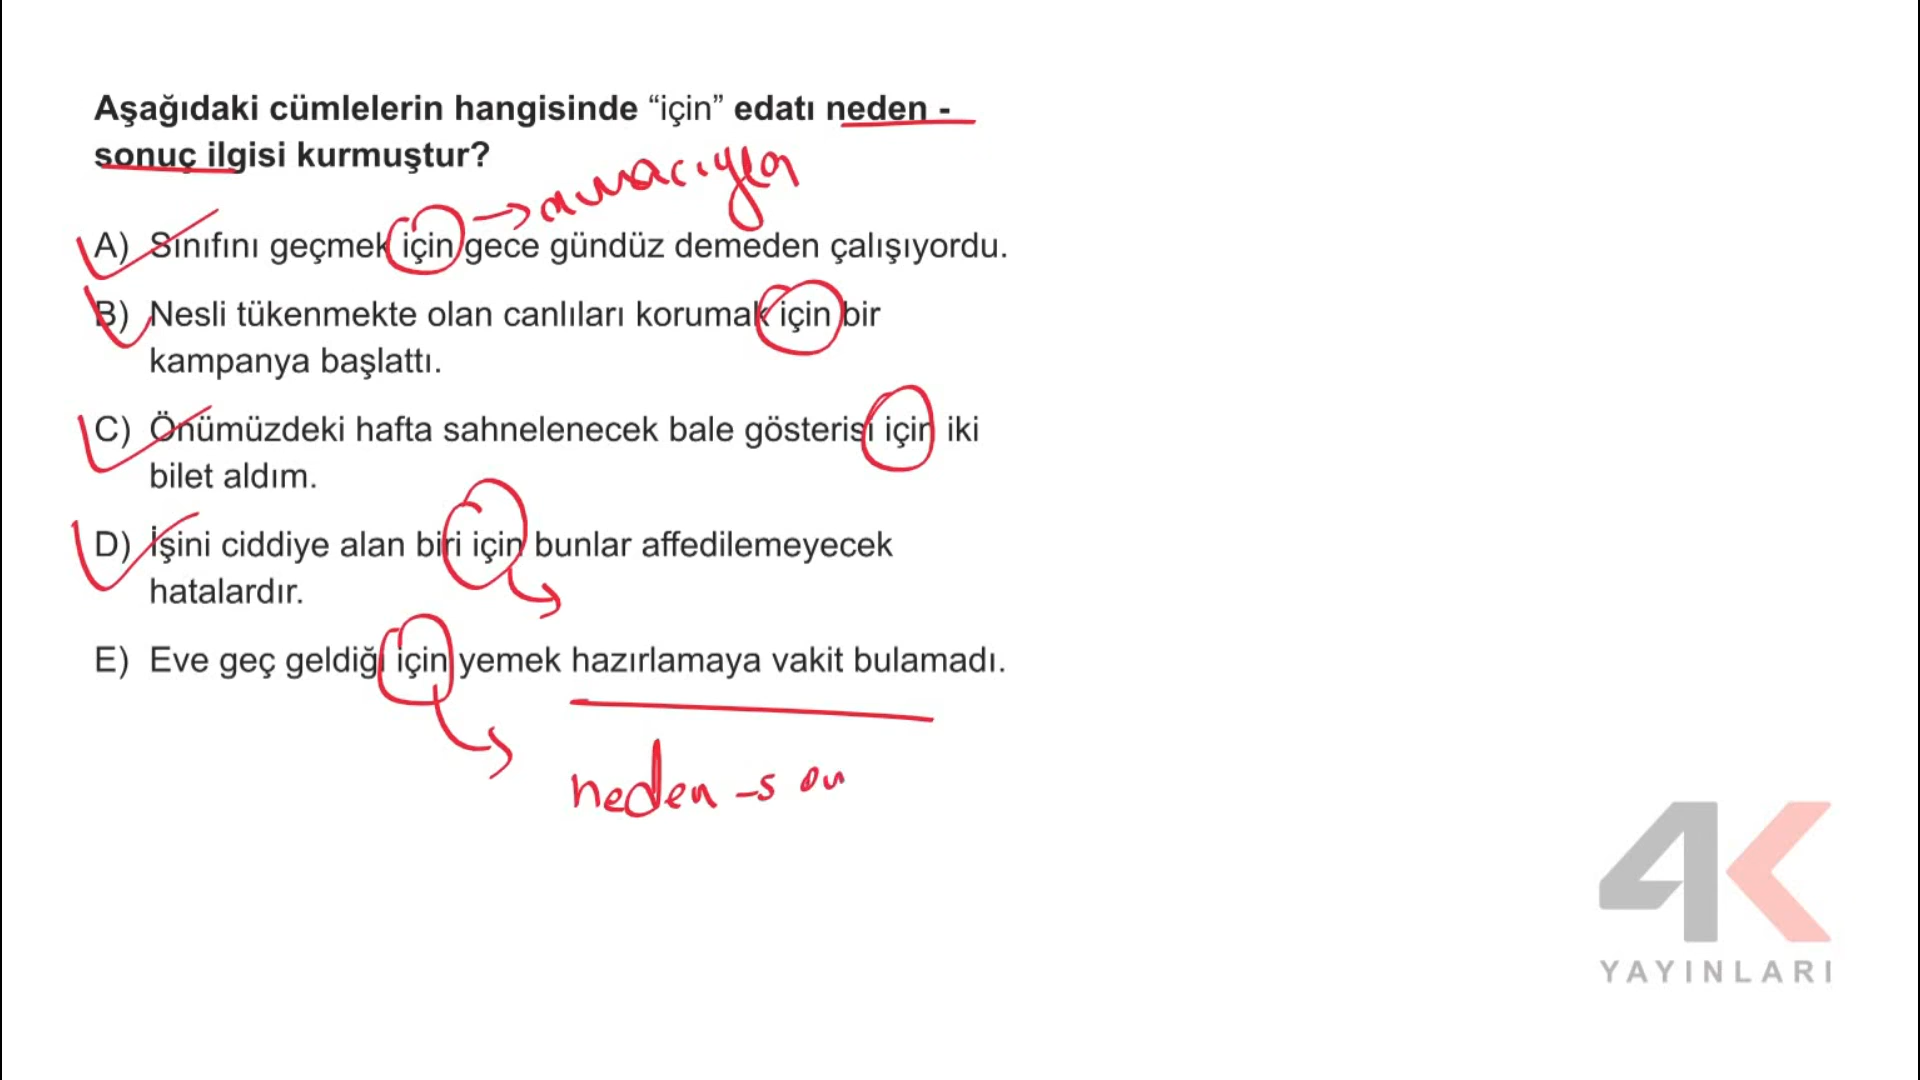 Aşağıdaki cümlelerin hangisinde “için” edatı neden -
sonuç ilgisi kurmuştur?
amacıyla
A) Sınıfını geçmek için gece gündüz demeden çalışıyordu.
B) Nesli tükenmekte olan canlıları korumak için bir
kampanya başlattı.
C) Önümüzdeki hafta sahnelenecek bale gösterisi için iki
bilet aldım.
D) İşini ciddiye alan biri için bunlar affedilemeyecek
hatalardır.
E) Eve geç geldiği için yemek hazırlamaya vakit bulamadı.
neden - son
4K
YAYINLARI